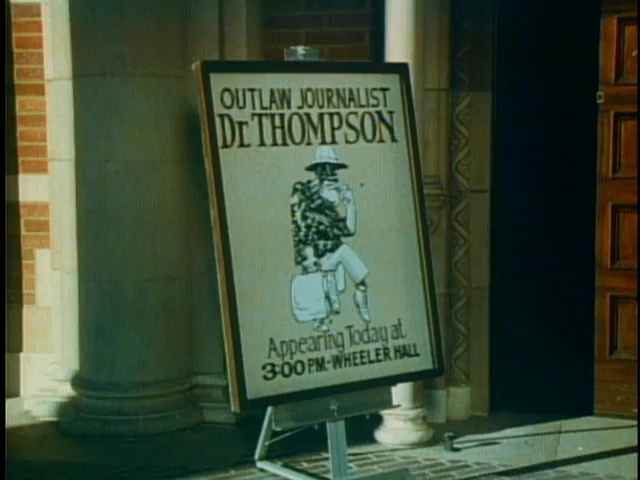 OUTLAW JOURNALIST
Dr. THOMPSON
Appearing Today at
3:00 PM - WHEELER HALL